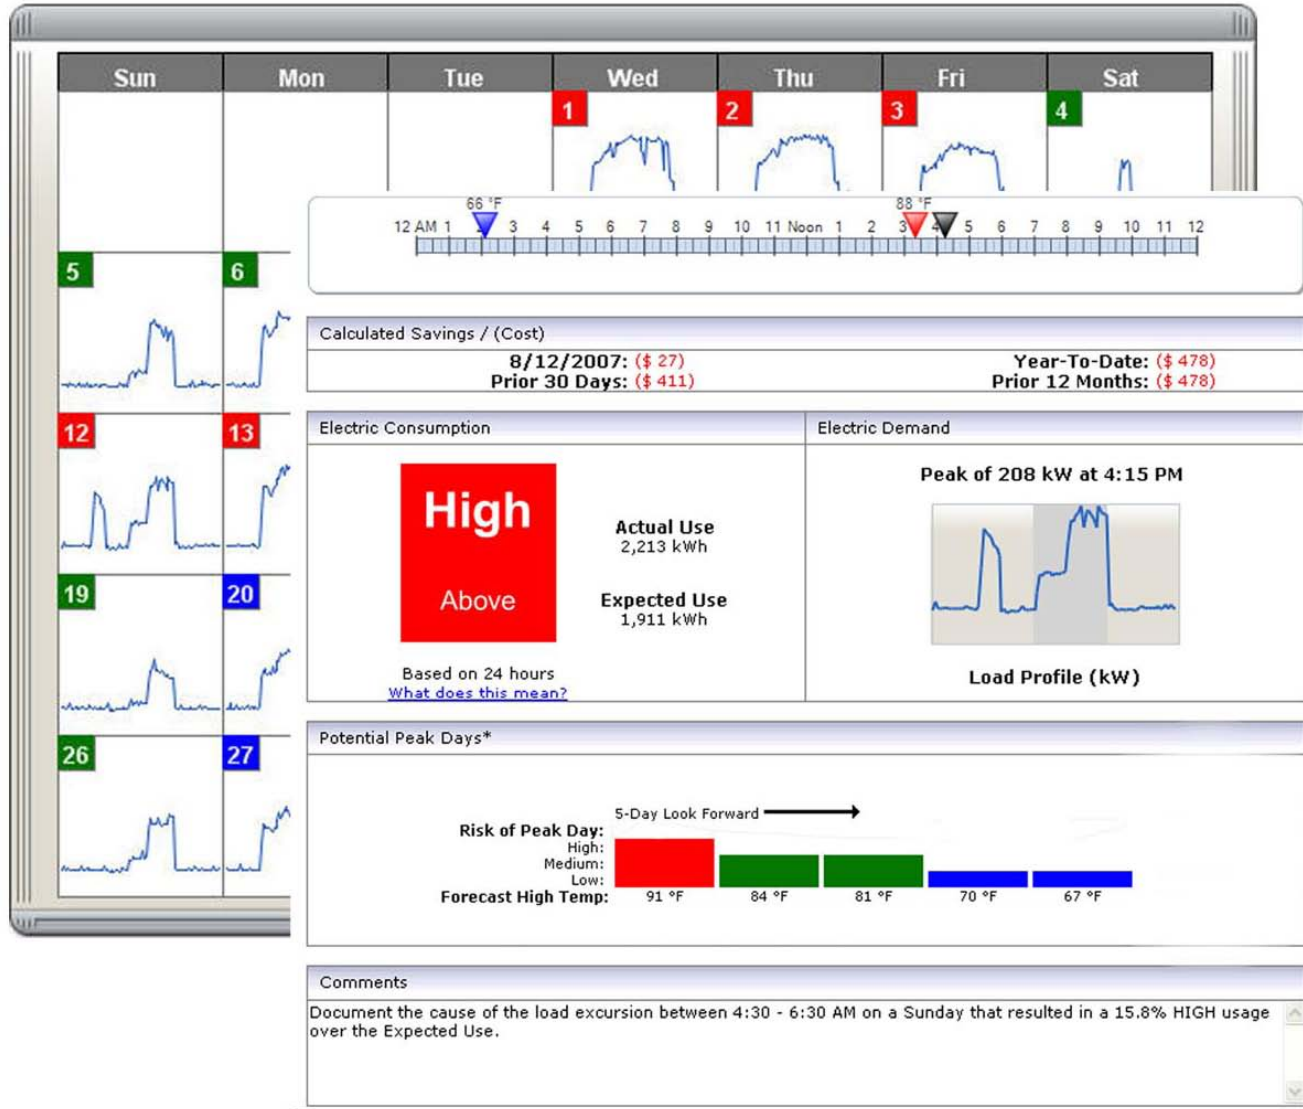 Sun Mon Tue Wed Thu Fri Sat
1 2 3 4
66 °F 88 °F
12 AM 1 2 3 4 5 6 7 8 9 10 11 Noon 1 2 3 4 5 6 7 8 9 10 11 12
5 6
Calculated Savings / (Cost)
8/12/2007: ($ 27) Year-To-Date: ($ 478)
Prior 30 Days: ($ 411) Prior 12 Months: ($ 478)
12 13
Electric Consumption Electric Demand
Peak of 208 kW at 4:15 PM
High
Actual Use
2,213 kWh
Above
Expected Use
1,911 kWh
19 20
Based on 24 hours
What does this mean?
Load Profile (kW)
26 27
Potential Peak Days*
5-Day Look Forward
Risk of Peak Day:
High:
Medium:
Low:
Forecast High Temp: 91 °F 84 °F 81 °F 70 °F 67 °F
Comments
Document the cause of the load excursion between 4:30 - 6:30 AM on a Sunday that resulted in a 15.8% HIGH usage
over the Expected Use.